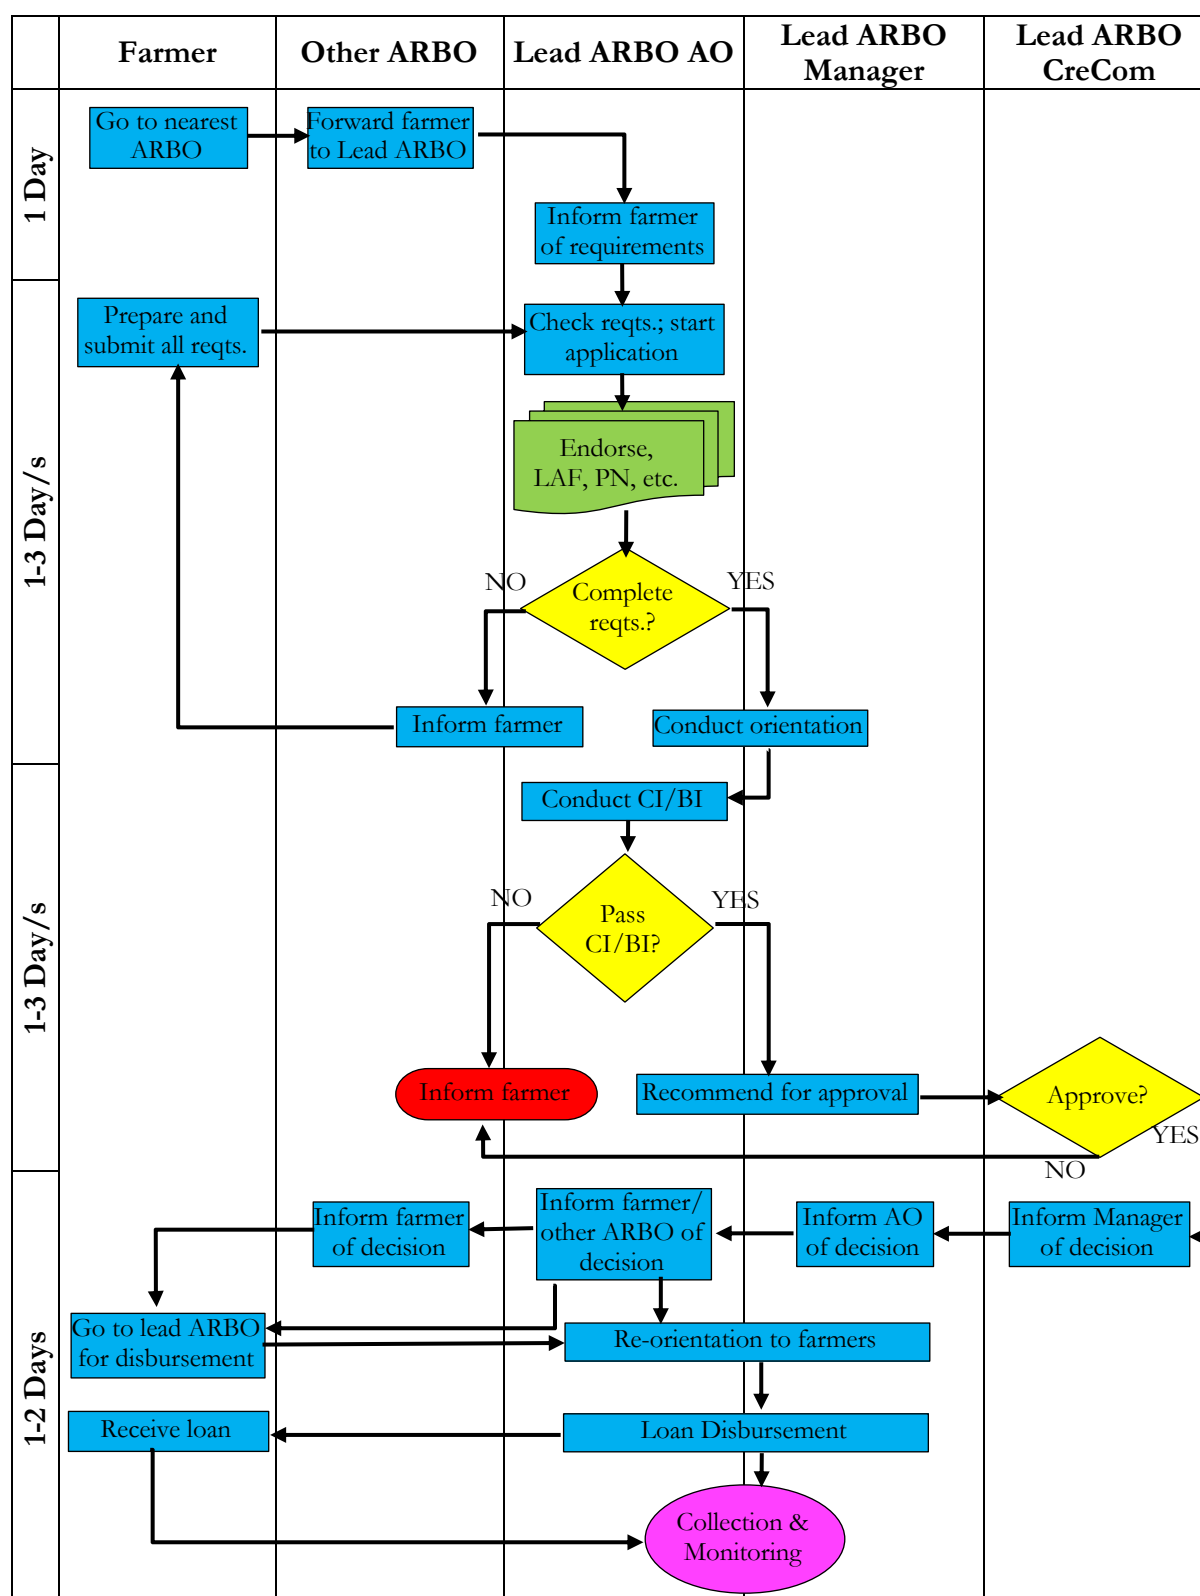 Farmer
Other ARBO
Lead ARBO AO
Lead ARBO
Manager
Lead ARBO
CreCom
1 Day
Go to nearest
ARBO
Forward farmer
to Lead ARBO
Inform farmer
of requirements
1-3 Day/s
Prepare and
submit all reqts.
Check reqts.; start
application
Endorse,
LAF, PN, etc.
NO
YES
Complete
reqts.?
Inform farmer
Conduct orientation
1-3 Day/s
Conduct CI/BI
NO
YES
Pass
CI/BI?
Inform farmer
Recommend for approval
Approve?
YES
NO
1-2 Days
Inform farmer
of decision
Inform farmer/
other ARBO of
decision
Inform AO
of decision
Inform Manager
of decision
Go to lead ARBO
for disbursement
Re-orientation to farmers
Receive loan
Loan Disbursement
Collection &
Monitoring